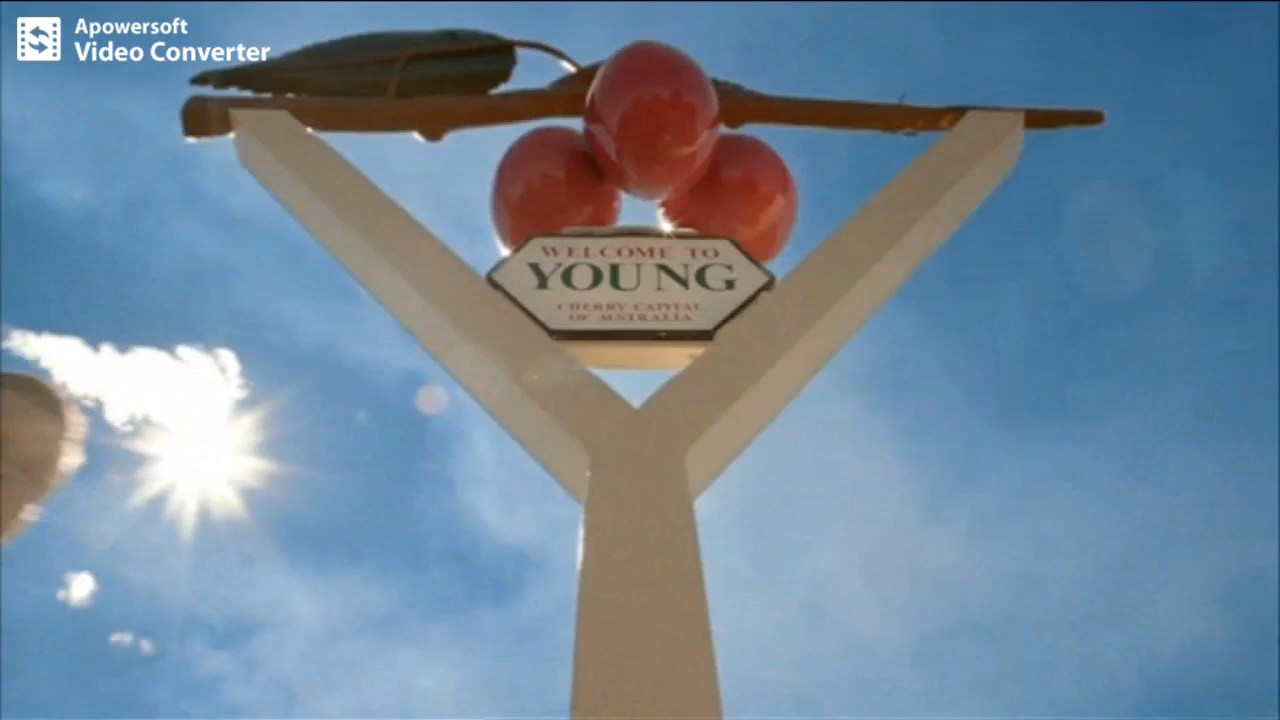 Apowersoft
Video Converter
WELCOME TO
YOUNG
CHERRY CAPITAL
OF AUSTRALIA